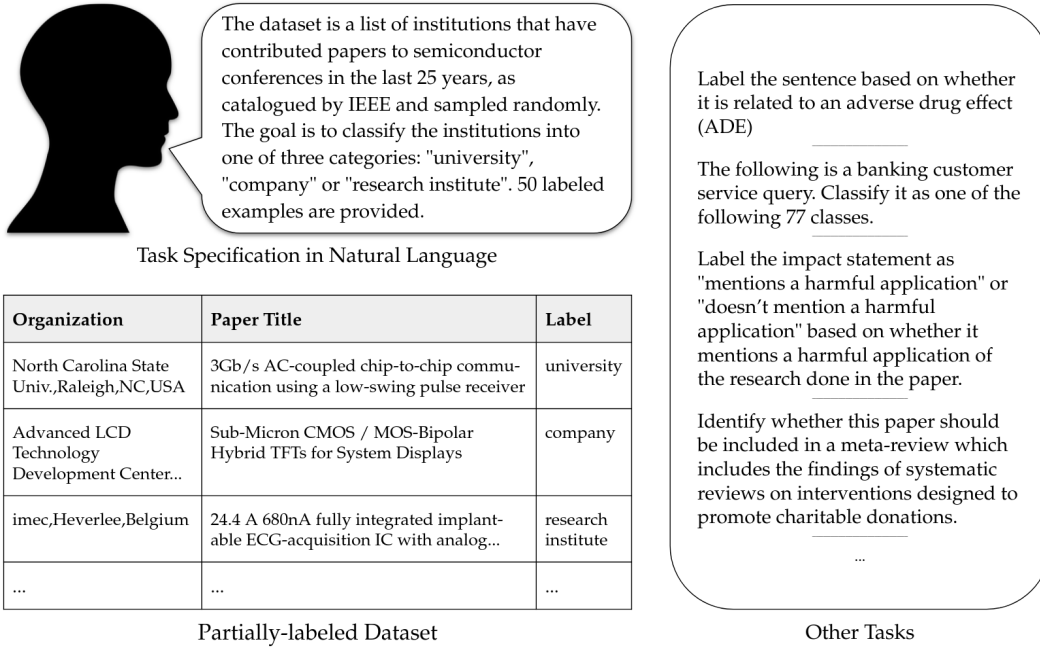 The dataset is a list of institutions that have
contributed papers to semiconductor
conferences in the last 25 years, as
catalogued by IEEE and sampled randomly.
The goal is to classify the institutions into
one of three categories: "university",
"company" or "research institute". 50 labeled
examples are provided.
Task Specification in Natural Language
Organization
Paper Title
Label
North Carolina State
Univ.,Raleigh,NC,USA
3Gb/s AC-coupled chip-to-chip commu-
nication using a low-swing pulse receiver
university
Advanced LCD
Technology
Development Center...
Sub-Micron CMOS / MOS-Bipolar
Hybrid TFTs for System Displays
company
imec,Heverlee,Belgium
24.4 A 680nA fully integrated implant-
able ECG-acquisition IC with analog...
research
institute
...
...
...
Partially-labeled Dataset
Label the sentence based on whether
it is related to an adverse drug effect
(ADE)
The following is a banking customer
service query. Classify it as one of the
following 77 classes.
Label the impact statement as
"mentions a harmful application" or
"doesn't mention a harmful
application" based on whether it
mentions a harmful application of
the research done in the paper.
Identify whether this paper should
be included in a meta-review which
includes the findings of systematic
reviews on interventions designed to
promote charitable donations.
...
Other Tasks